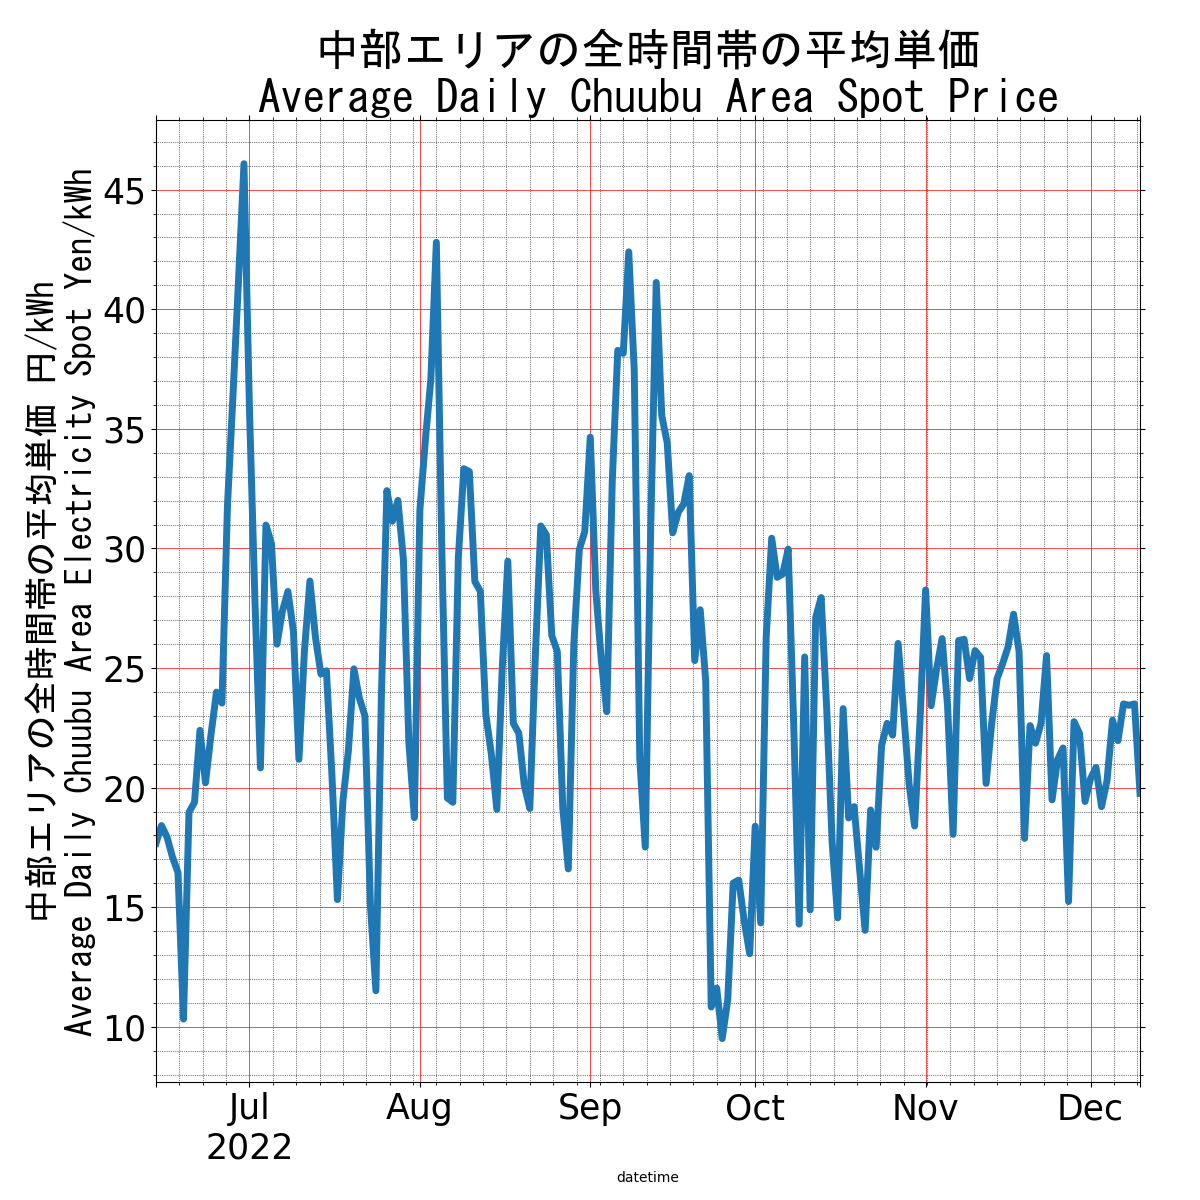 中部エリアの全時間帯の平均単価
Average Daily Chuubu Area Spot Price
中部エリアの全時間帯の平均単価 円/kWh
Average Daily Chuubu Area Electricity Spot Yen/kWh
45
40
35
30
25
20
15
10
Jul
2022
Aug
Sep
Oct
Nov
Dec
datetime